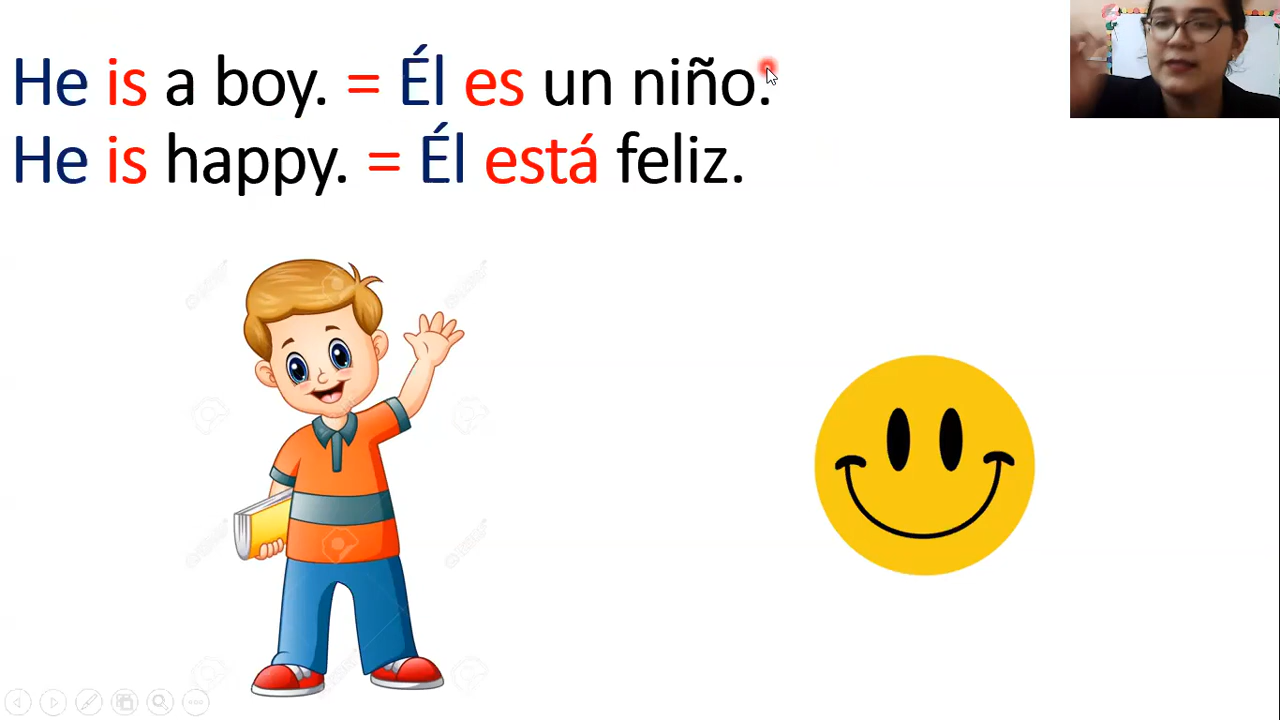 He is a boy. = Él es un niño.
He is happy. = Él está feliz.